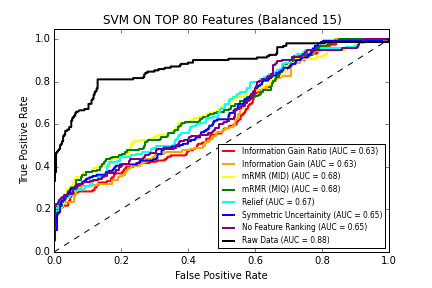 SVM ON TOP 80 Features (Balanced 15)
True Positive Rate
1.0
0.8
0.6
0.4
0.2
0.0
Information Gain Ratio (AUC = 0.63)
Information Gain (AUC = 0.63)
mRMR (MID) (AUC = 0.68)
mRMR (MIQ) (AUC = 0.68)
Relief (AUC = 0.67)
Symmetric Uncertainity (AUC = 0.65)
No Feature Ranking (AUC = 0.65)
Raw Data (AUC = 0.88)
0.0 0.2 0.4 0.6 0.8 1.0
False Positive Rate